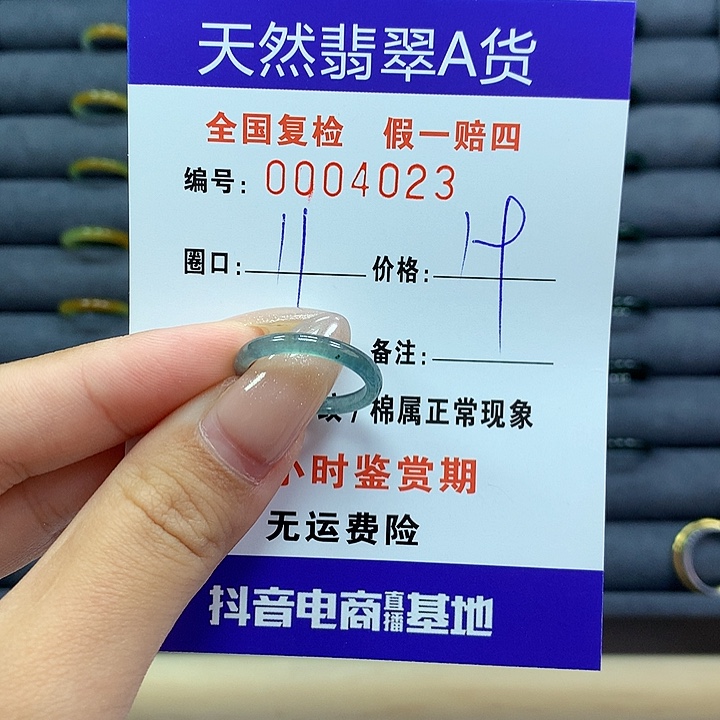 天然翡翠A货
全国复检 假一赔四
编号: 0004023
圈口: 11 价格:
备注:
/棉属正常现象
小时鉴赏期
无运费险
抖音电商直播基地